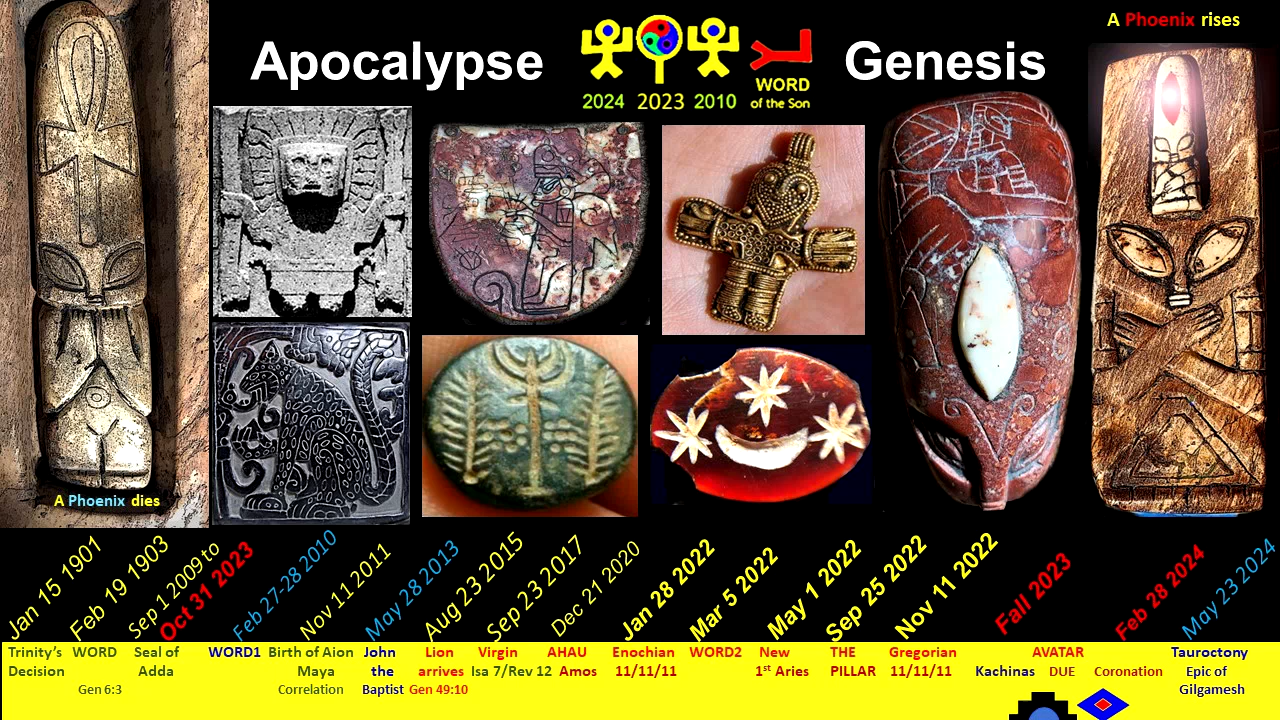 A Phoenix rises
Apocalypse
Genesis
WORD
of the Son
2024 2023 2010
A Phoenix dies
Jan 15 1901
Feb 19 1903
Sep 1 2009 to
Oct 31 2023
Feb 27-28 2010
Nov 11 2011
May 28 2013
Aug 23 2015
Sep 23 2017
Dec 21 2020
Jan 28 2022
Mar 5 2022
May 1 2022
Sep 25 2022
Nov 11 2022
Fall 2023
Feb 28 2024
May 23 2024
Trinity's
Decision
WORD
Gen 6:3
Seal of
Adda
WORD1
Birth of Aion
Maya
Correlation
John
the
Baptist
Lion
arrives
Gen 49:10
Virgin
Isa 7/Rev 12
AHAU
Amos
Enochian
11/11/11
WORD2
New
1st Aries
THE
PILLAR
Gregorian
11/11/11
Kachinas
AVATAR
DUE
Coronation
Tauroctony
Epic of
Gilgamesh